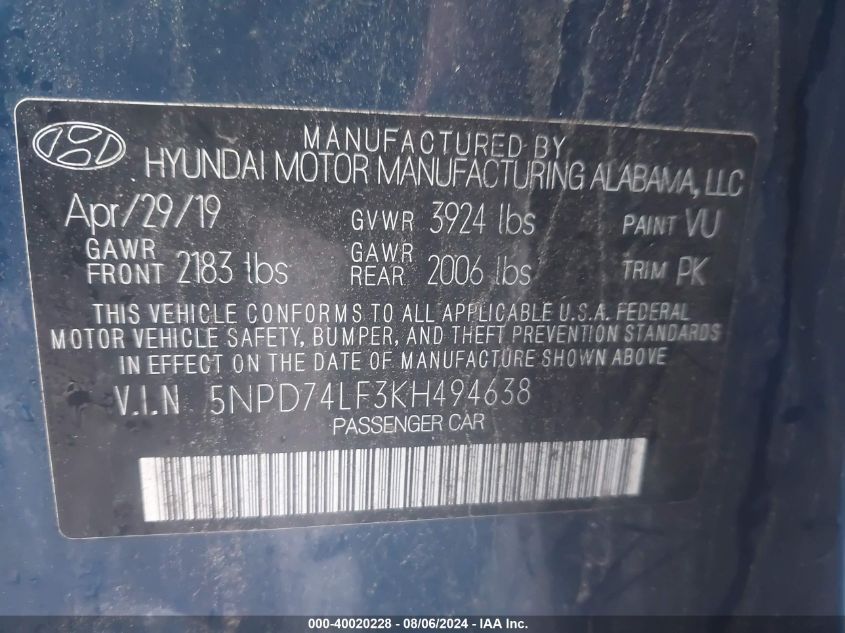 MANUFACTURED BY
HYUNDAI MOTOR MANUFACTURING ALABAMA, LLC
Apr/29/19 GVWR 3924 lbs PAINT VU
GAWR FRONT 2183 lbs GAWR REAR 2006 lbs TRIM PK
THIS VEHICLE CONFORMS TO ALL APPLICABLE U.S.A. FEDERAL
MOTOR VEHICLE SAFETY, BUMPER, AND THEFT PREVENTION STANDARDS
IN EFFECT ON THE DATE OF MANUFACTURE SHOWN ABOVE
V.I.N 5NPD74LF3KH494638
PASSENGER CAR
000-40020228 - 08/06/2024 - IAA Inc.